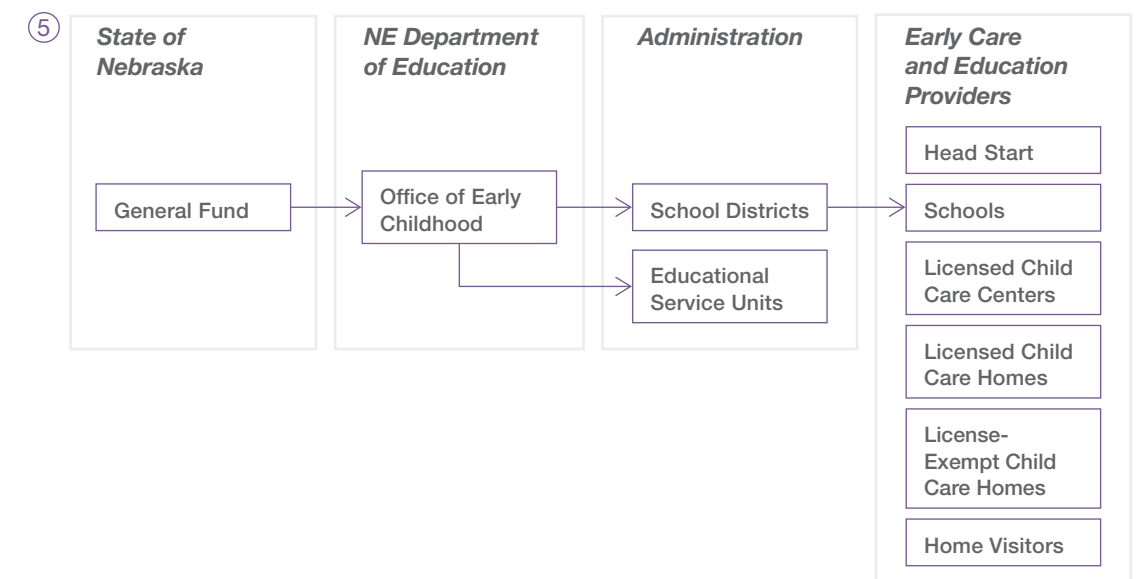 5
State of
Nebraska
General Fund
NE Department
of Education
Office of Early
Childhood
Administration
School Districts
Educational
Service Units
Early Care
and Education
Providers
Head Start
Schools
Licensed Child
Care Centers
Licensed Child
Care Homes
License-
Exempt Child
Care Homes
Home Visitors